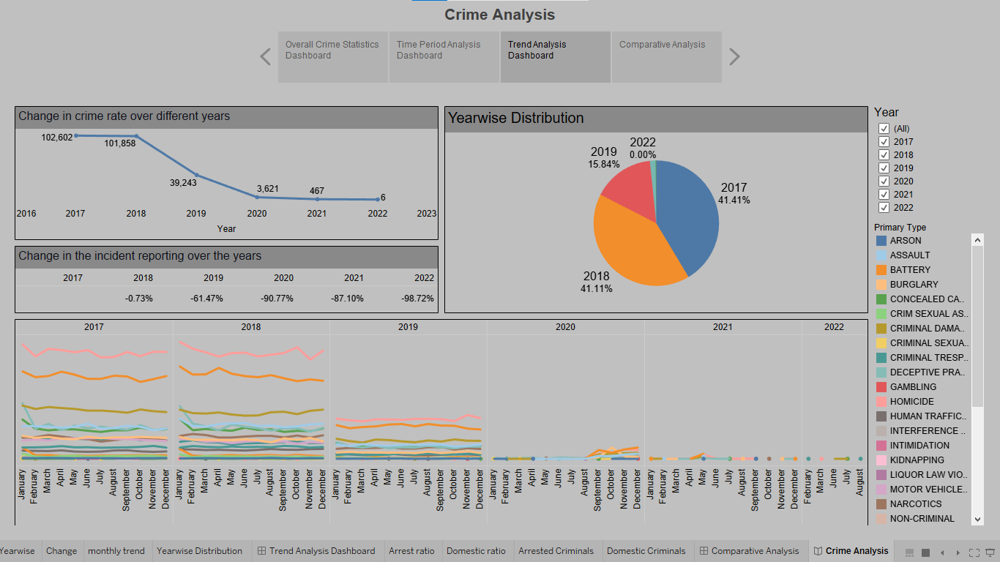 Crime Analysis
Overall Crime Statistics
Dashboard
Time Period Analysis
Dashboard
Trend Analysis
Dashboard
Comparative Analysis
Change in crime rate over different years
102,602
101,858
39,243
3,621
467
6
2016
2017
2018
2019
2020
2021
2022
2023
Year
Change in the incident reporting over the years
2017
2018
2019
2020
2021
2022
-0.73%
-61.47%
-90.77%
-87.10%
-98.72%
Yearwise Distribution
2022
0.00%
2019
15.84%
2017
41.41%
2018
41.11%
Year
(All)
2017
2018
2019
2020
2021
2022
Primary Type
ARSON
ASSAULT
BATTERY
BURGLARY
CONCEALED CA..
CRIM SEXUAL AS..
CRIMINAL DAMA..
CRIMINAL SEXUA..
CRIMINAL TRESP..
DECEPTIVE PRA..
GAMBLING
HOMICIDE
HUMAN TRAFFIC..
INTERFERENCE ..
INTIMIDATION
KIDNAPPING
LIQUOR LAW VIO..
MOTOR VEHICLE..
NARCOTICS
NON-CRIMINAL
2017
2018
2019
2020
2021
2022
January
February
March
April
May
June
July
August
September
October
November
December
January
February
March
April
May
June
July
August
September
October
November
December
January
February
March
April
May
June
July
August
September
October
November
December
January
February
March
April
May
June
July
August
September
October
November
December
January
February
March
April
May
June
July
August
September
October
November
December
February
March
June
July
August
Yearwise
Change
monthly trend
Yearwise Distribution
Trend Analysis Dashboard
Arrest ratio
Domestic ratio
Arrested Criminals
Domestic Criminals
Comparative Analysis
Crime Analysis